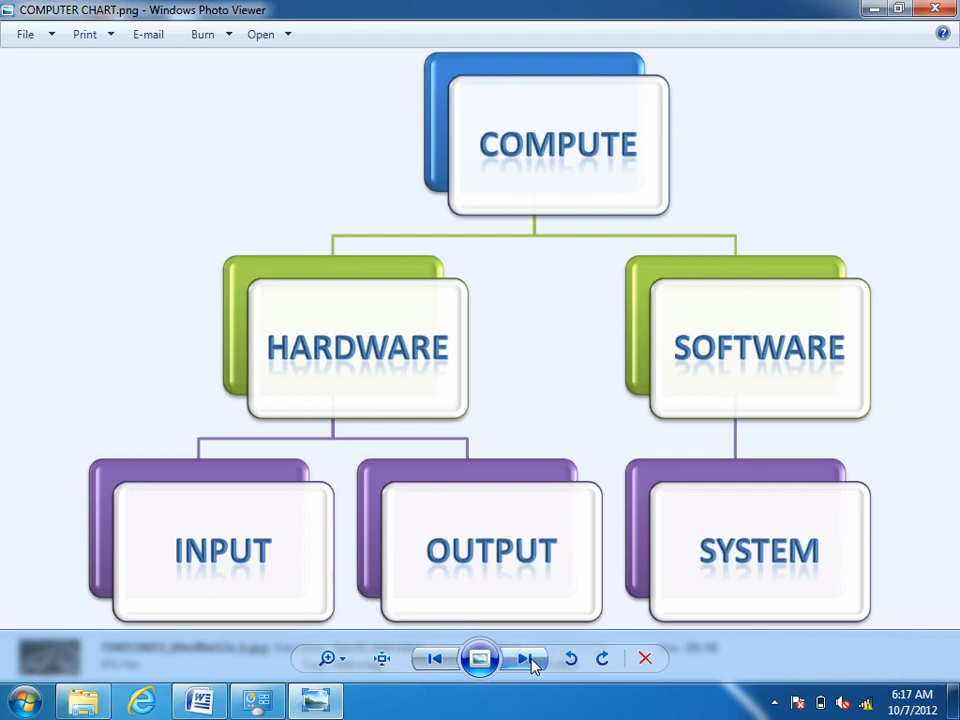 COMPUTER CHART.png - Windows Photo Viewer
File Print E-mail Burn Open
COMPUTE
HARDWARE SOFTWARE
INPUT OUTPUT SYSTEM
6:17 AM
10/7/2012